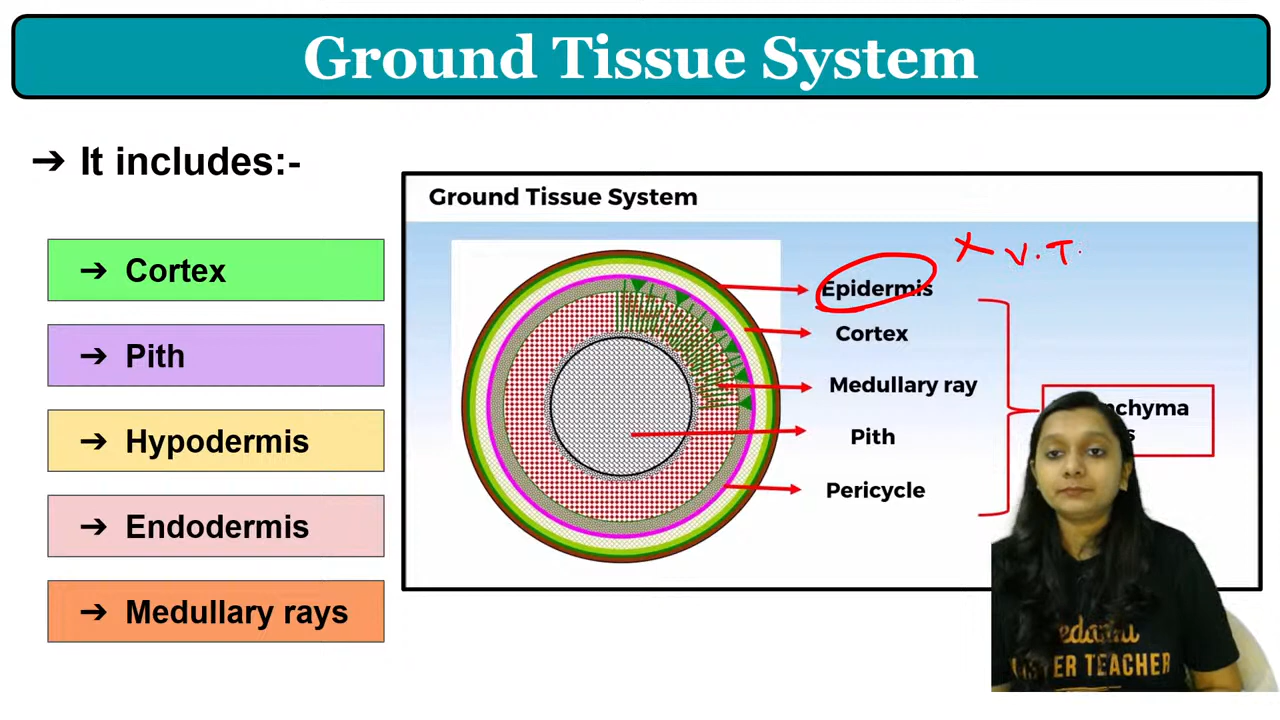 Ground Tissue System
➔ It includes:-
➔ Cortex
➔ Pith
➔ Hypodermis
➔ Endodermis
➔ Medullary rays
Ground Tissue System
Epidermis
x V.T.
Cortex
Medullary ray
Pith
Pericycle
TEACHER